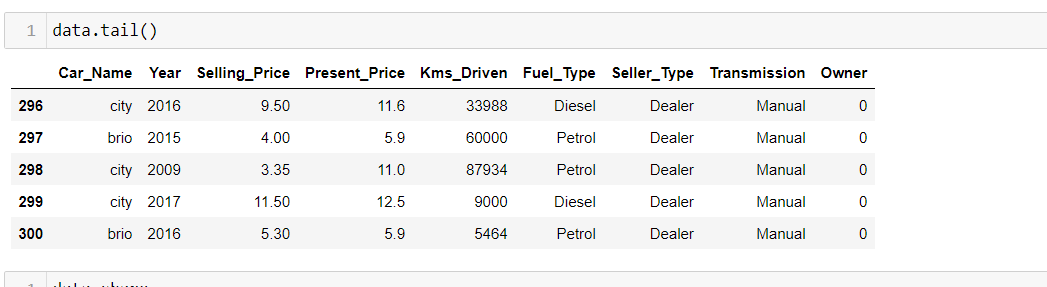 1 data.tail()
Car_Name Year Selling_Price Present_Price Kms_Driven Fuel_Type Seller_Type Transmission Owner
296 city 2016 9.50 11.6 33988 Diesel Dealer Manual 0
297 brio 2015 4.00 5.9 60000 Petrol Dealer Manual 0
298 city 2009 3.35 11.0 87934 Petrol Dealer Manual 0
299 city 2017 11.50 12.5 9000 Diesel Dealer Manual 0
300 brio 2016 5.30 5.9 5464 Petrol Dealer Manual 0